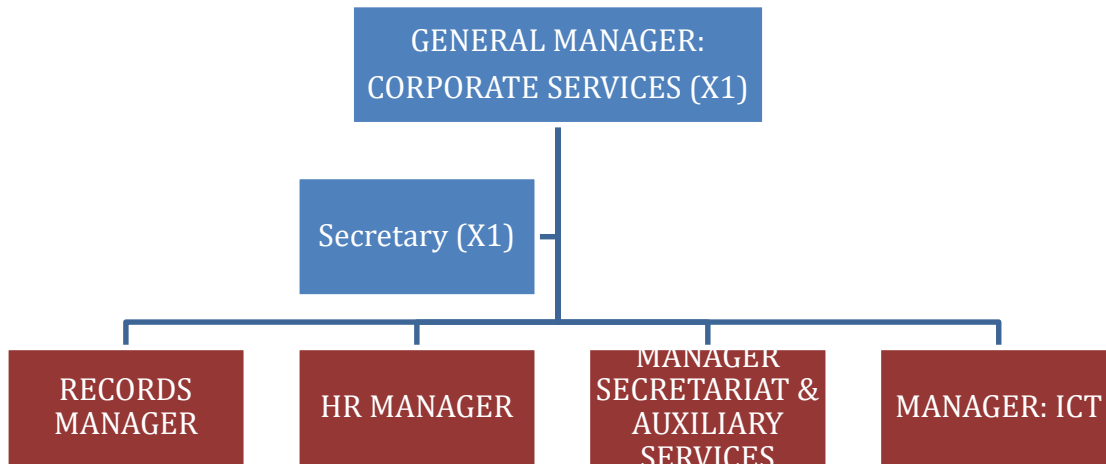 GENERAL MANAGER:
CORPORATE SERVICES (X1)
Secretary (X1)
RECORDS
MANAGER
HR MANAGER
MANAGER
SECRETARIAT &
AUXILIARY
SERVICES
MANAGER: ICT